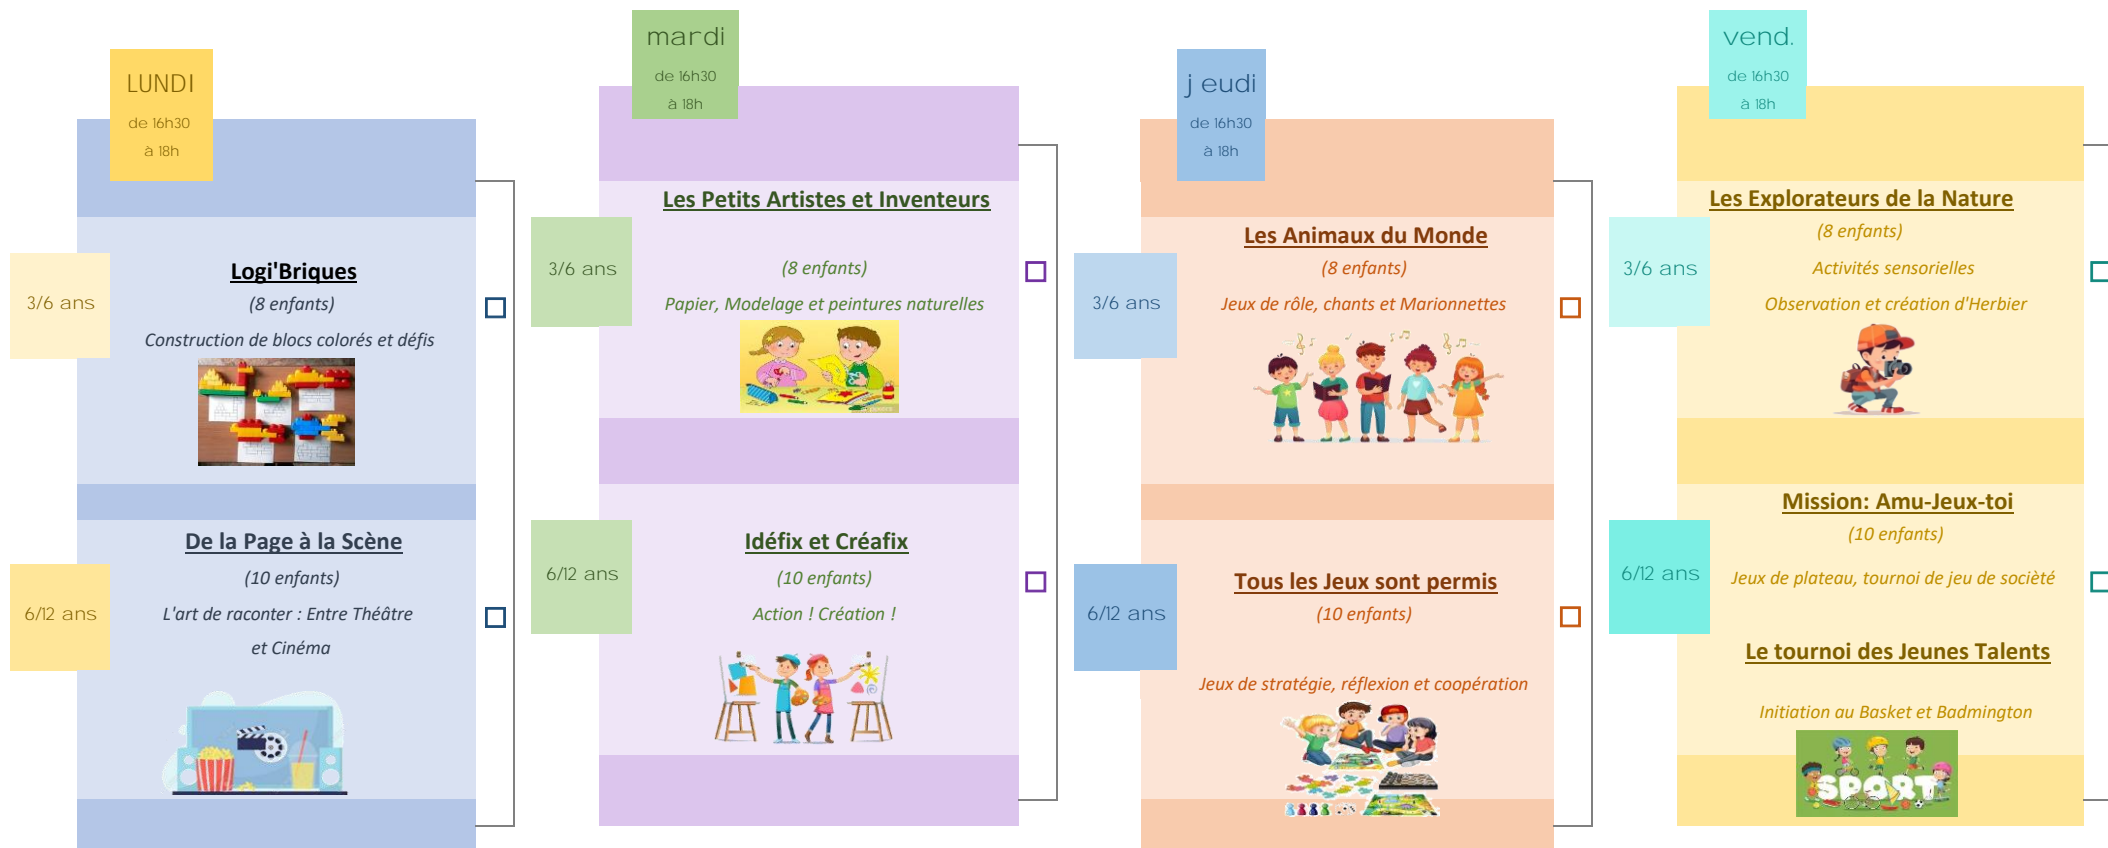 LUNDI
de 16h30
à 18h
3/6 ans
Logi'Briques
(8 enfants)
Construction de blocs colorés et défis
6/12 ans
De la Page à la Scène
(10 enfants)
L'art de raconter : Entre Théâtre
et Cinéma
mardi
de 16h30
à 18h
3/6 ans
Les Petits Artistes et Inventeurs
(8 enfants)
Papier, Modelage et peintures naturelles
6/12 ans
Idéfix et Créafix
(10 enfants)
Action ! Création !
jeudi
de 16h30
à 18h
3/6 ans
Les Animaux du Monde
(8 enfants)
Jeux de rôle, chants et Marionnettes
6/12 ans
Tous les Jeux sont permis
(10 enfants)
Jeux de stratégie, réflexion et coopération
vend.
de 16h30
à 18h
3/6 ans
Les Explorateurs de la Nature
(8 enfants)
Activités sensorielles
Observation et création d'Herbier
6/12 ans
Mission: Amu-Jeux-toi
(10 enfants)
Jeux de plateau, tournoi de jeu de socièté
Le tournoi des Jeunes Talents
Initiation au Basket et Badmington
SPORT